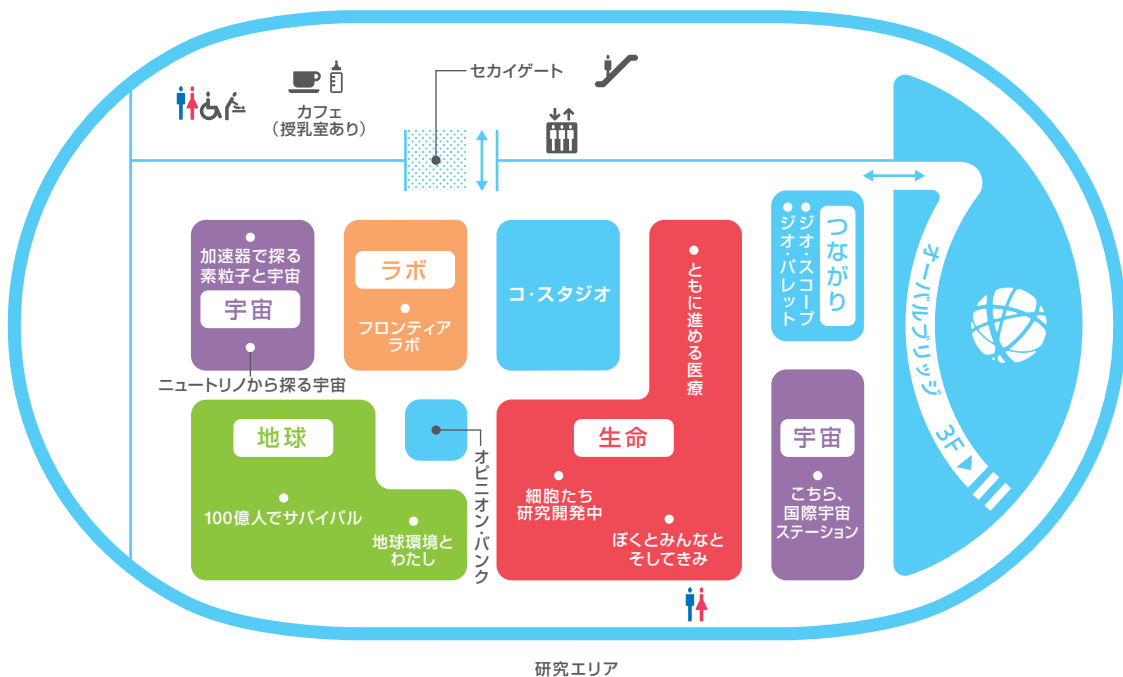 セカイゲート
カフェ
（授乳室あり）
加速器で探る
素粒子と宇宙
宇宙
ニュートリノから探る宇宙
ラボ
フロンティア
ラボ
コ・スタジオ
ともに進める医療
つながり
ジオ・スコープ
ジオ・パレット
オーバルブリッジ
3F
地球
100億人でサバイバル
地球環境と
わたし
オピニオン・バンク
生命
細胞たち
研究開発中
ぼくとみんなと
そしてきみ
宇宙
こちら、
国際宇宙
ステーション
研究エリア